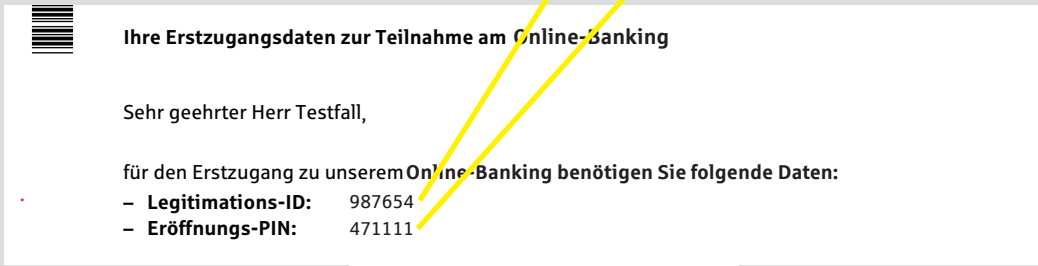 Ihre Erstzugangsdaten zur Teilnahme am Online-Banking
Sehr geehrter Herr Testfall,
für den Erstzugang zu unserem Online-Banking benötigen Sie folgende Daten:
– Legitimations-ID: 987654
– Eröffnungs-PIN: 471111